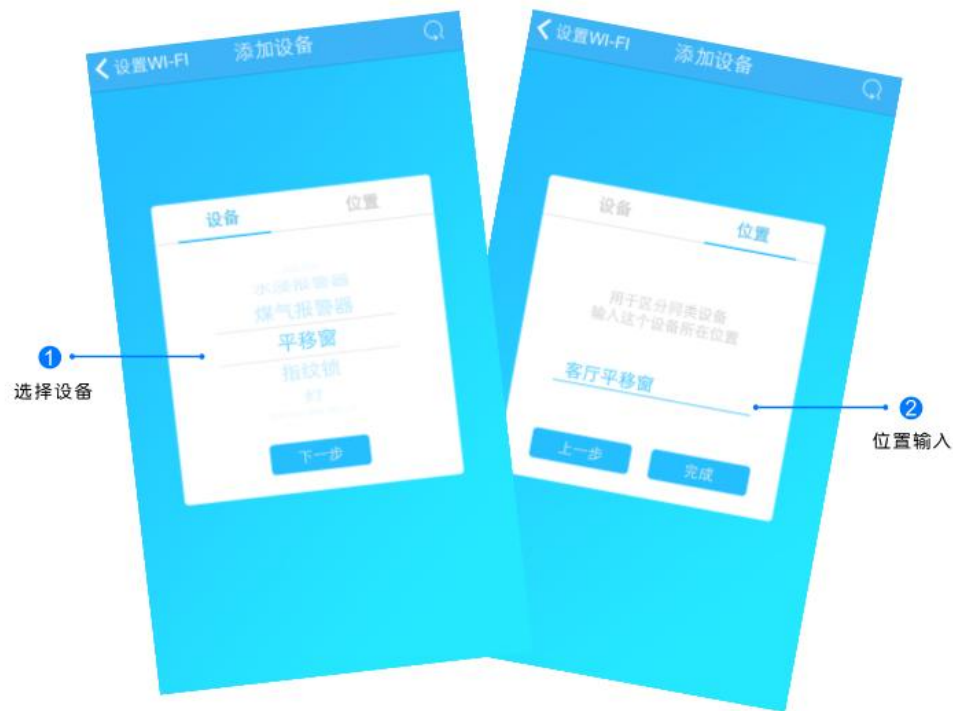 设置WI-FI
添加设备
设备
位置
水浸报警器
煤气报警器
平移窗
指纹锁
灯
下一步
1
选择设备
设置WI-FI
添加设备
设备
位置
用于区分同类设备
输入这个设备所在位置
客厅平移窗
上一步
完成
2
位置输入